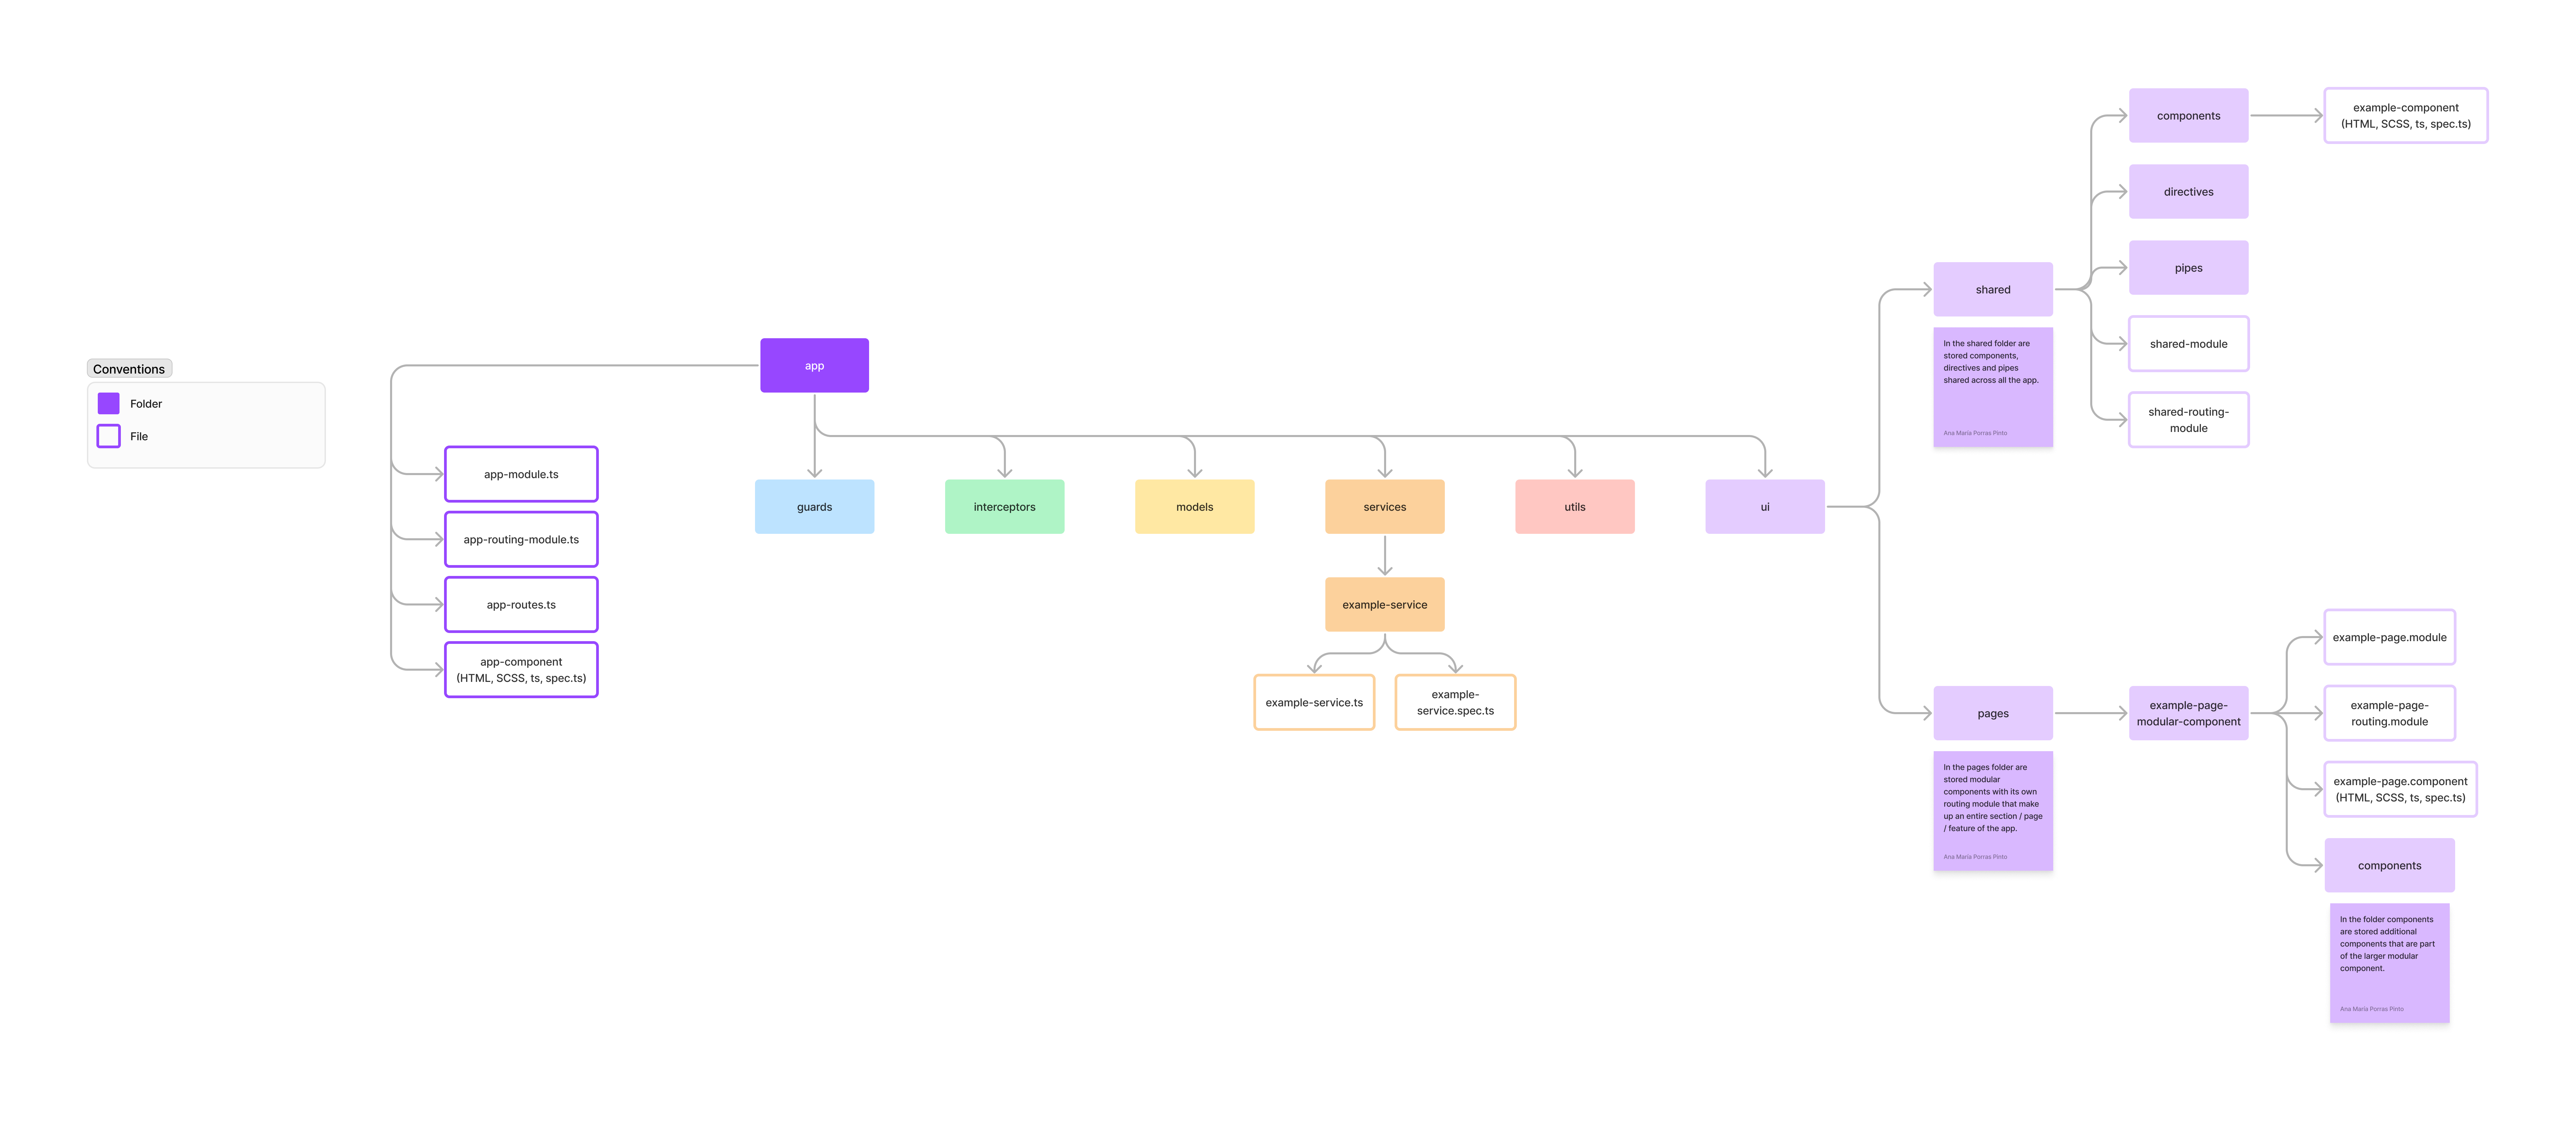 Conventions
Folder
File
app
app-module.ts
app-routing-module.ts
app-routes.ts
app-component
(HTML, SCSS, ts, spec.ts)
guards
interceptors
models
services
utils
ui
example-service
example-service.ts
example-
service.spec.ts
shared
In the shared folder are
stored components,
directives and pipes
shared across all the app.
Ana María Porras Pinto
components
example-component
(HTML, SCSS, ts, spec.ts)
directives
pipes
shared-module
shared-routing-
module
pages
In the pages folder are
stored modular
components with its own
routing module that make
up an entire section / page
/ feature of the app.
Ana María Porras Pinto
example-page-
modular-component
example-page.module
example-page-
routing.module
example-page.component
(HTML, SCSS, ts, spec.ts)
components
In the folder components
are stored additional
components that are part
of the larger modular
component.
Ana María Porras Pinto